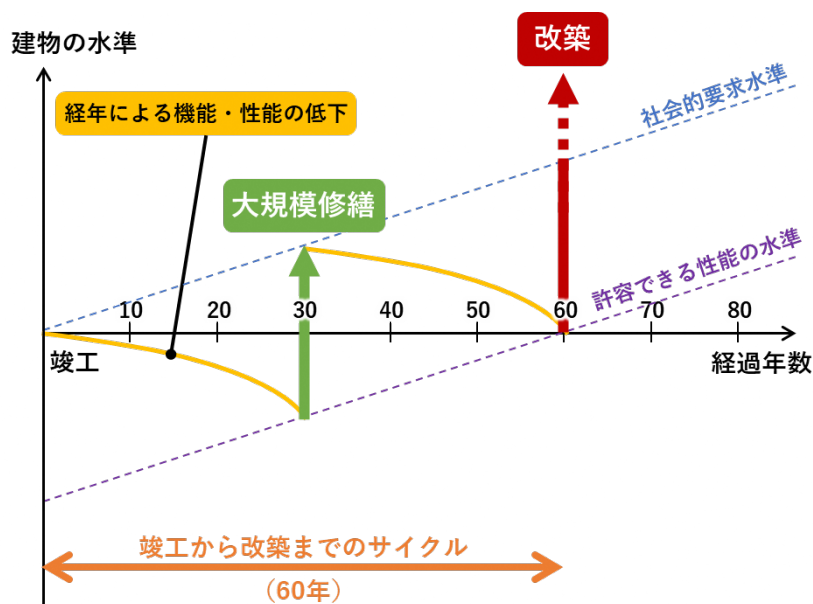 建物の水準
改築
社会的要求水準
経年による機能・性能の低下
大規模修繕
許容できる性能の水準
10 20 30 40 50 60 70 80
竣工
経過年数
竣工から改築までのサイクル
（60年）